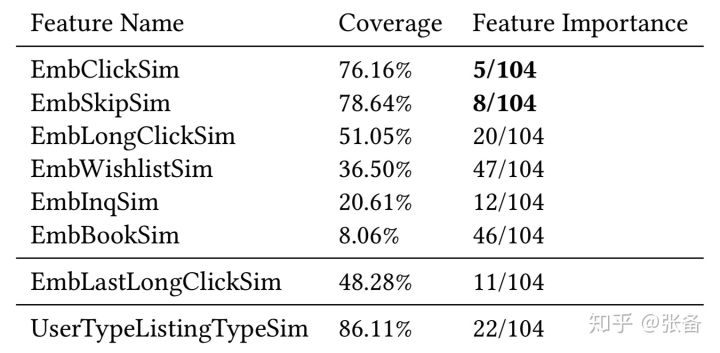 Feature Name Coverage Feature Importance
EmbClickSim 76.16% 5/104
EmbSkipSim 78.64% 8/104
EmbLongClickSim 51.05% 20/104
EmbWishlistSim 36.50% 47/104
EmbInqSim 20.61% 12/104
EmbBookSim 8.06% 46/104
EmbLastLongClickSim 48.28% 11/104
UserTypeListingTypeSim 86.11% 22/104
知乎 @张备